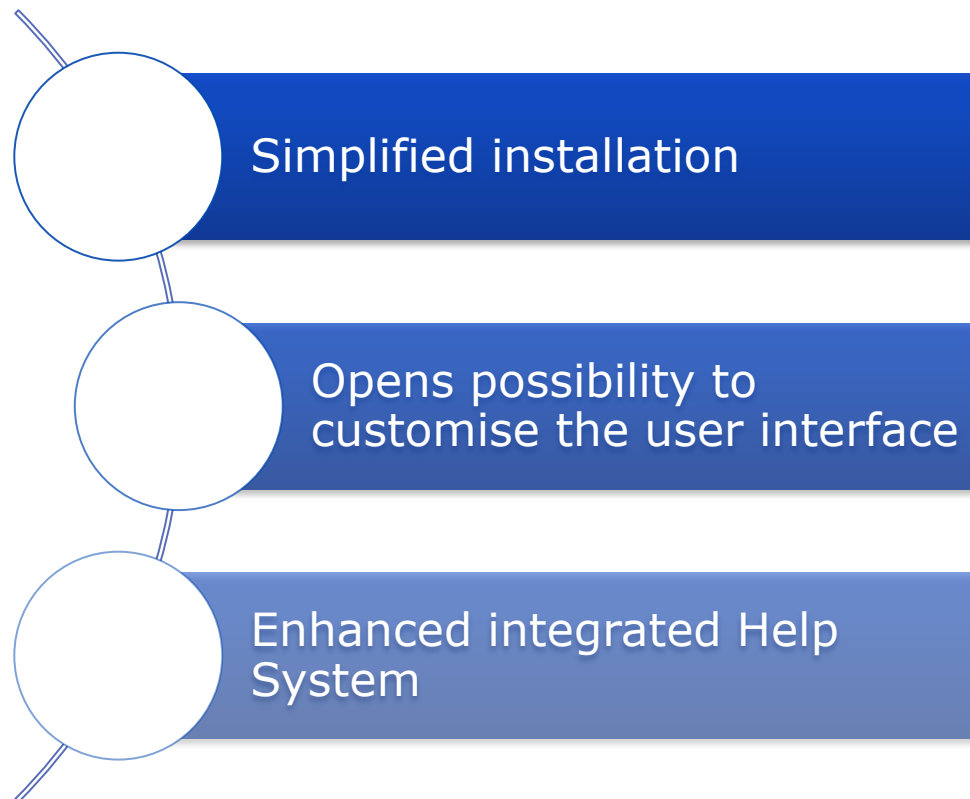 Simplified installation
Opens possibility to
customise the user interface
Enhanced integrated Help
System